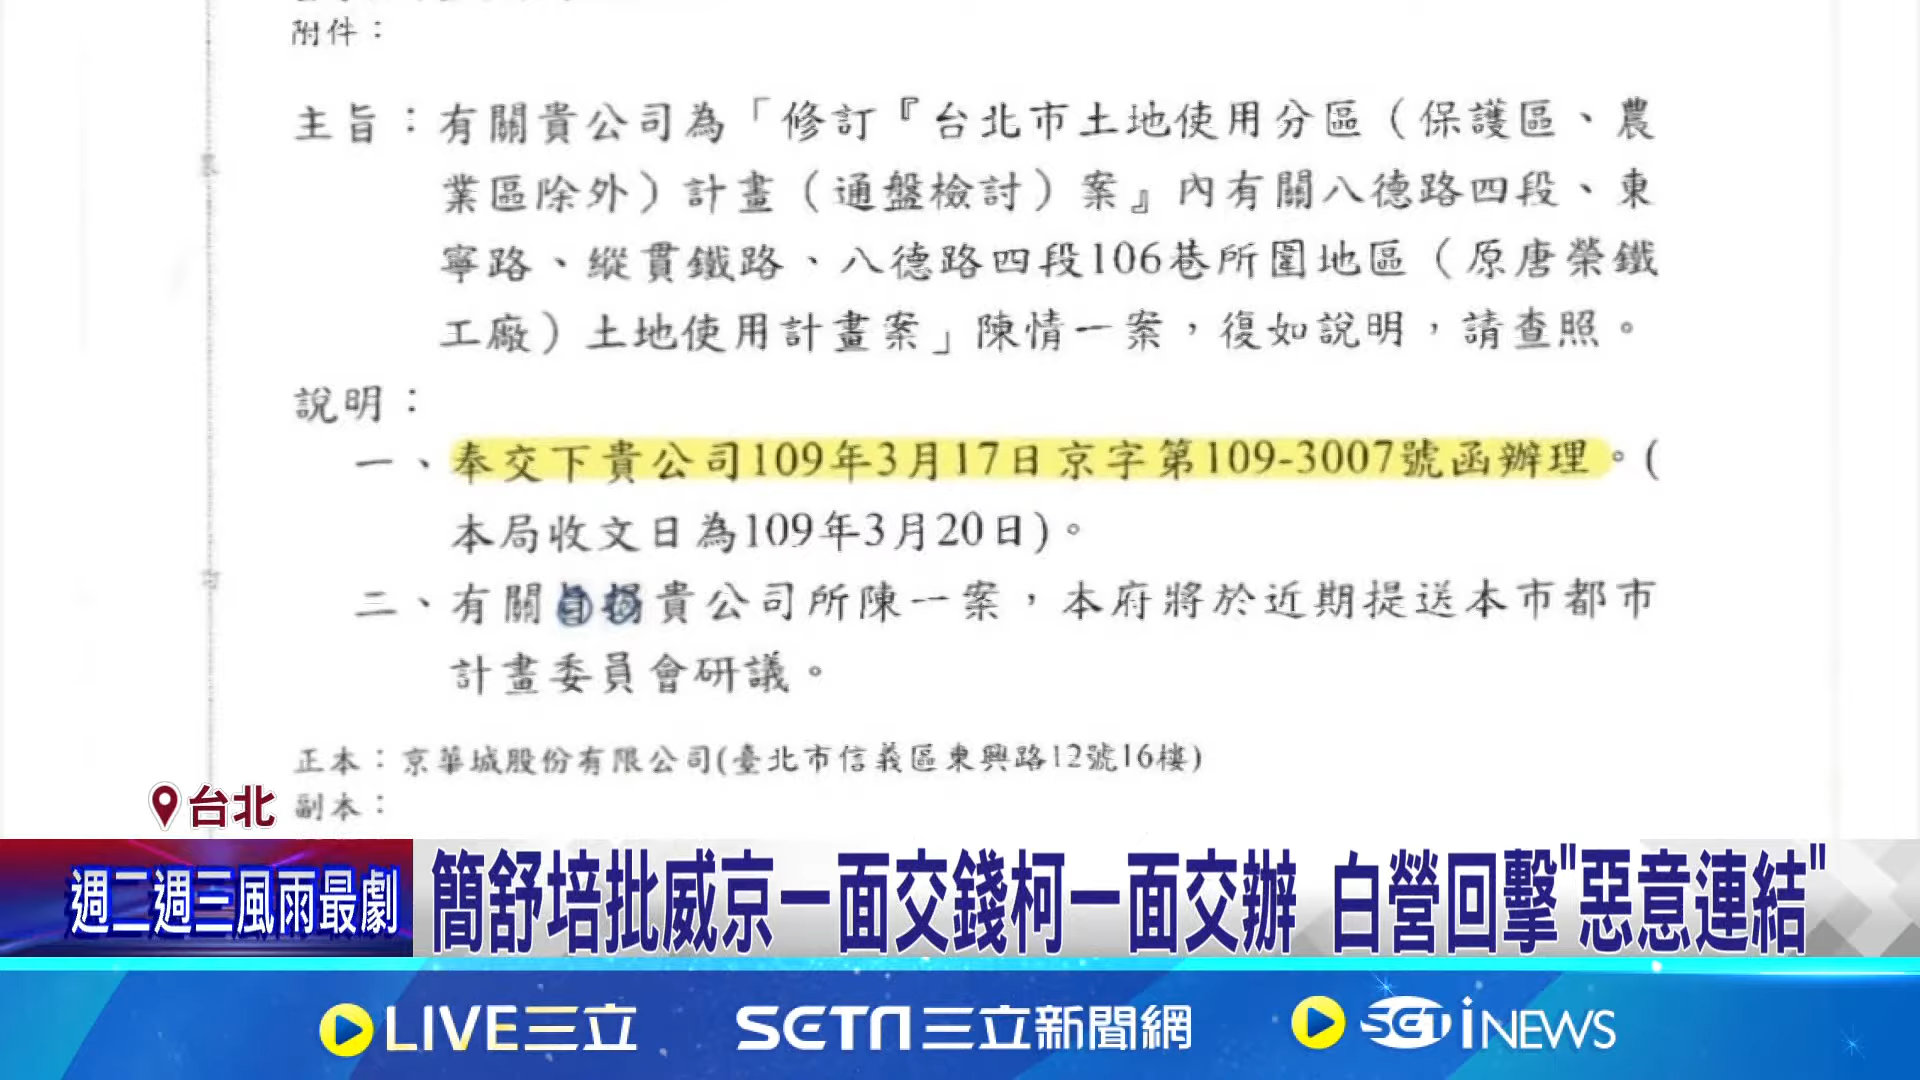 附件：
主旨：有關貴公司為「修訂『台北市土地使用分區（保護區、農
業區除外）計畫（通盤檢討）案』內有關八德路四段、東
寧路、縱貫鐵路、八德路四段106巷所圍地區（原唐榮鐵
工廠）土地使用計畫案」陳情一案，復如說明，請查照。
說明：
一、奉交下貴公司109年3月17日京字第109-3007號函辦理。(
本局收文日為109年3月20日)。
二、有關貴公司所陳一案，本府將於近期提送本市都市
計畫委員會研議。
正本：京華城股份有限公司(臺北市信義區東興路12號16樓)
副本：
台北
週二週三風雨最劇
簡舒培批威京一面交錢柯一面交辦 白營回擊"惡意連結"
LIVE三立
SETN三立新聞網
SETiNEWS